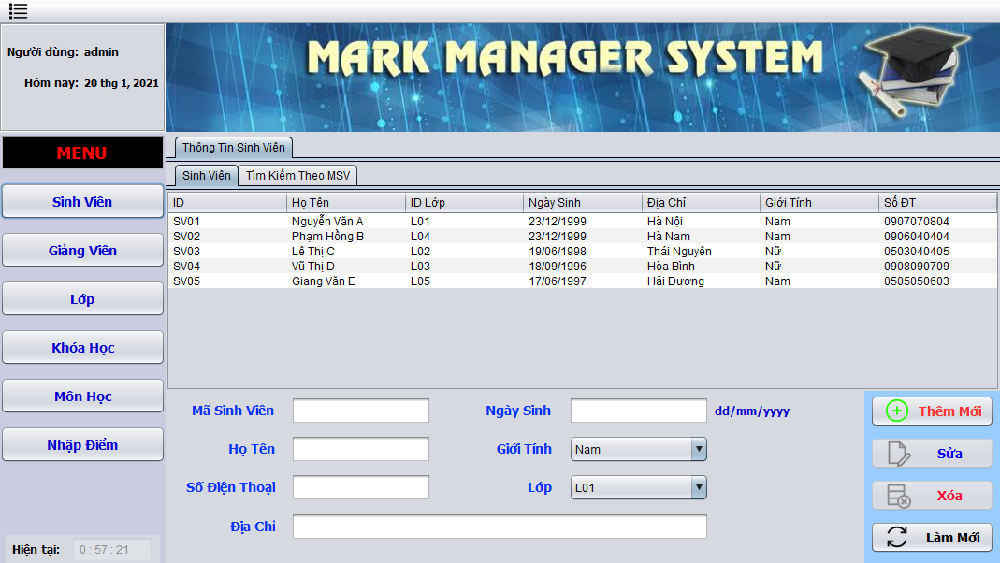 Người dùng: admin
Hôm nay: 20 thg 1, 2021
MARK MANAGER SYSTEM
MENU
Sinh Viên
Giảng Viên
Lớp
Khóa Học
Môn Học
Nhập Điểm
Hiện tại: 0 : 57 : 21
Thông Tin Sinh Viên
Sinh Viên Tìm Kiếm Theo MSV
ID Họ Tên ID Lớp Ngày Sinh Địa Chỉ Giới Tính Số ĐT
SV01 Nguyễn Văn A L01 23/12/1999 Hà Nội Nam 0907070804
SV02 Phạm Hồng B L04 23/12/1999 Hà Nam Nam 0906040404
SV03 Lê Thị C L02 19/06/1998 Thái Nguyên Nữ 0503040405
SV04 Vũ Thị D L03 18/09/1996 Hòa Bình Nữ 0908090709
SV05 Giang Văn E L05 17/06/1997 Hải Dương Nam 0505050603
Mã Sinh Viên Ngày Sinh dd/mm/yyyy
Họ Tên Giới Tính Nam
Số Điện Thoại Lớp L01
Địa Chỉ
Thêm Mới
Sửa
Xóa
Làm Mới